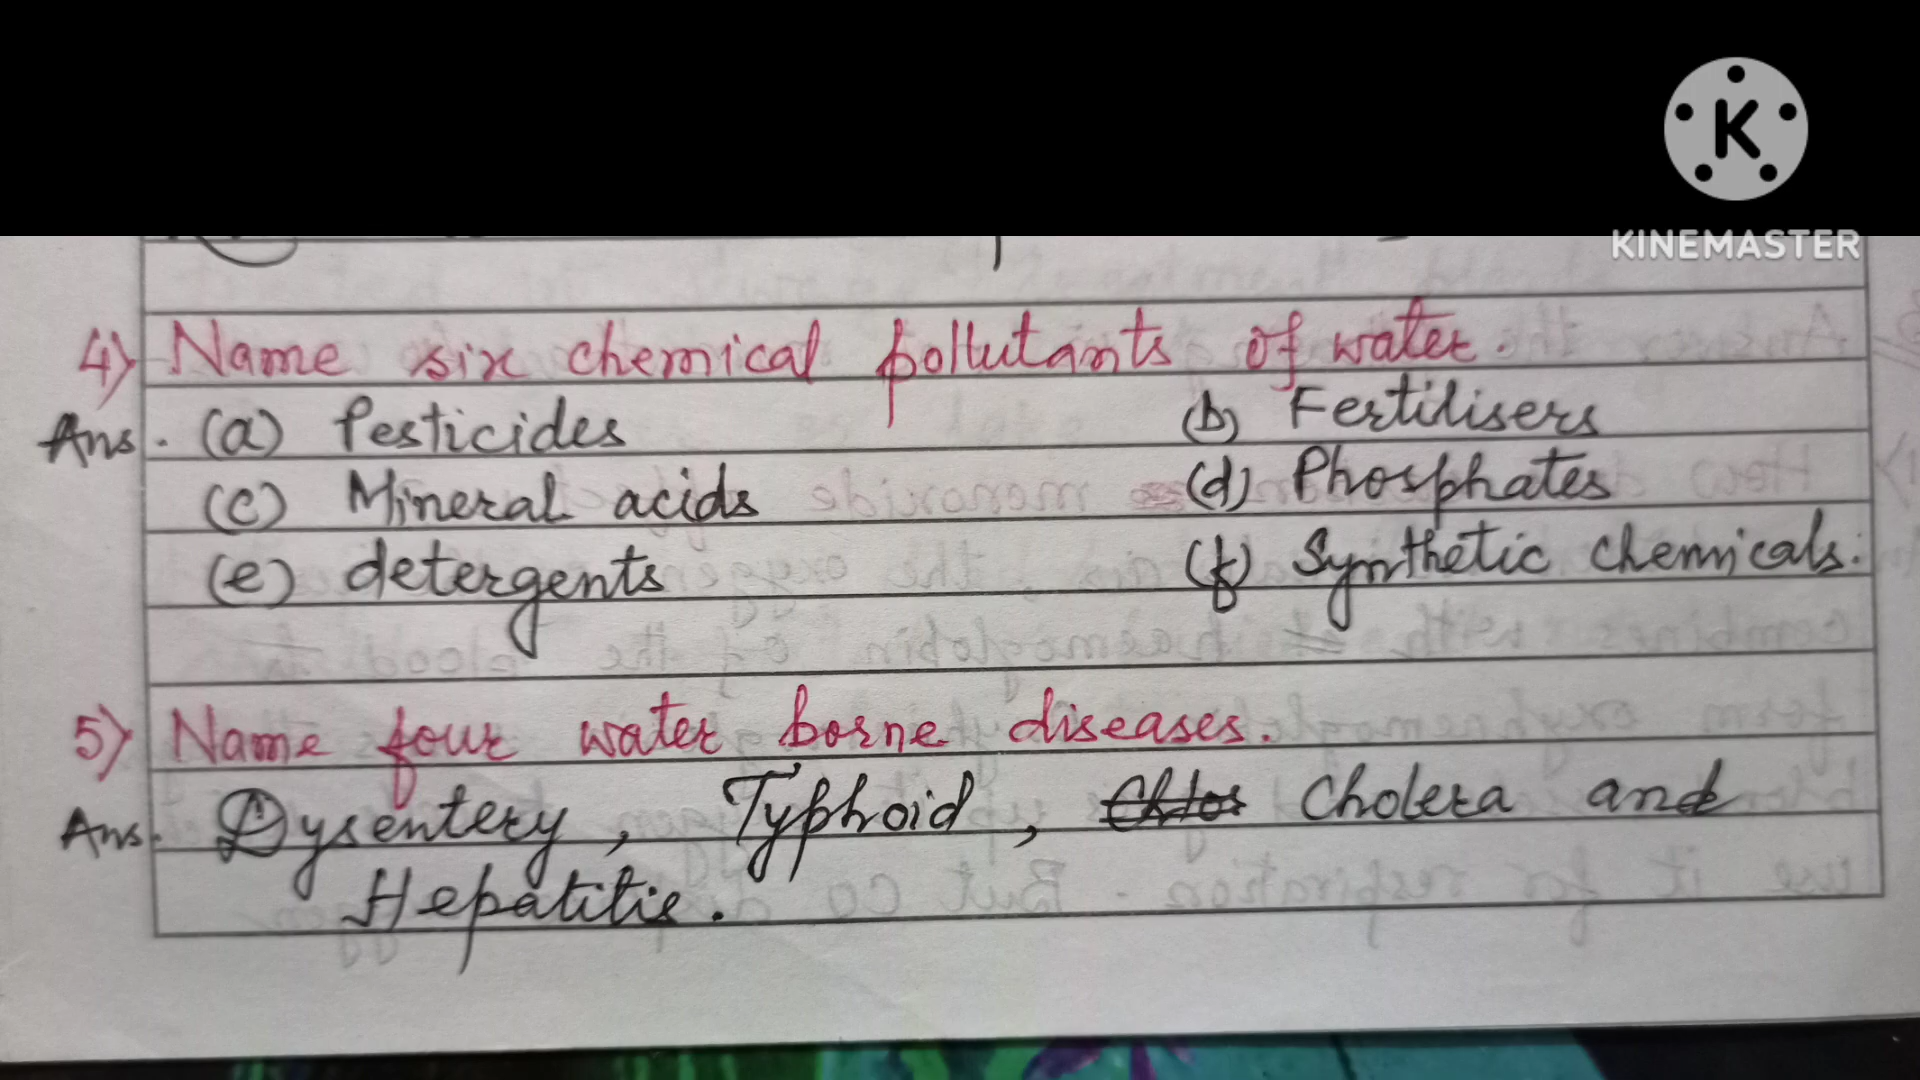 K
KINEMASTER
4) Name six chemical pollutants of water.
Ans. (a) Pesticides (b) Fertilisers
(c) Mineral acids (d) Phosphates
(e) detergents (f) Synthetic chemicals.
5) Name four water borne diseases.
Ans. Dysentery, Typhoid, Cholera and
Hepatitis.